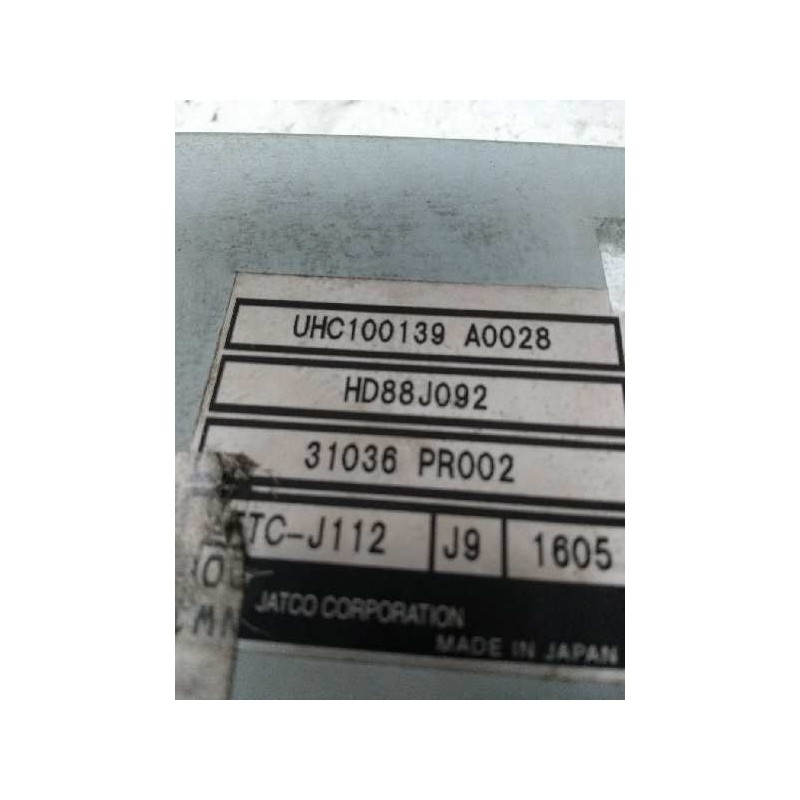 UHC100139 A0028
HD88J092
31036 PR002
TC-J112 J9 1605
JATCO CORPORATION
MADE IN JAPAN